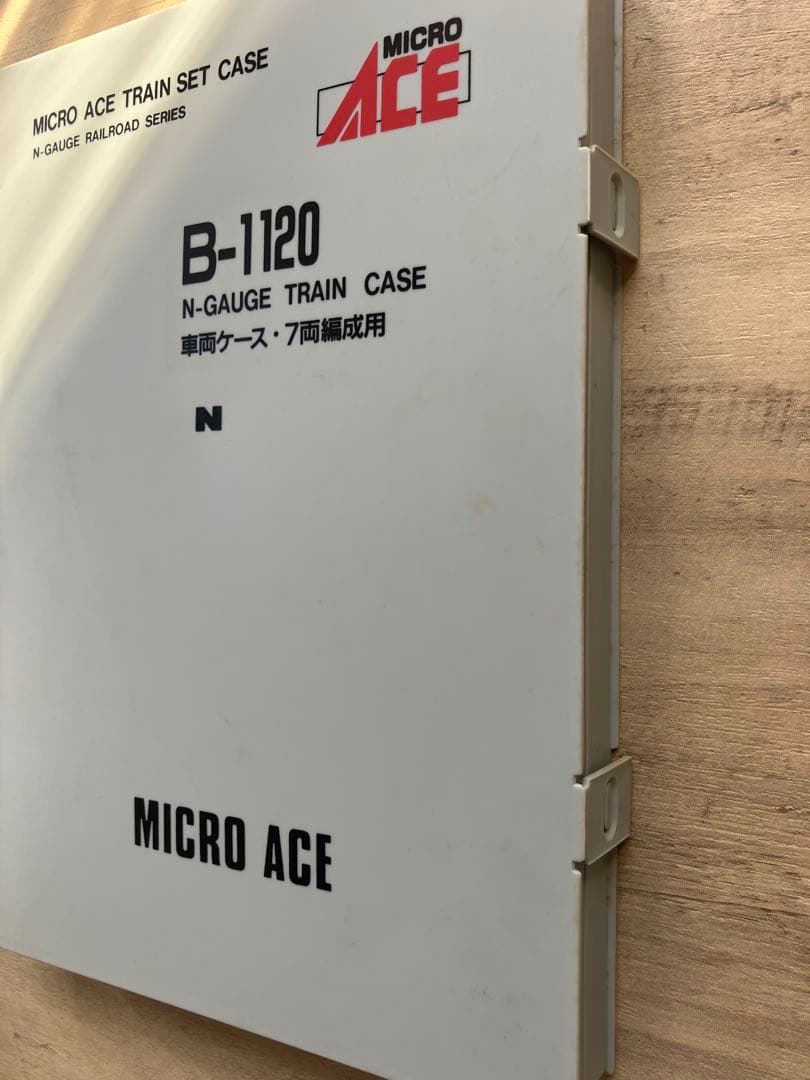 MICRO ACE TRAIN SET CASE
N-GAUGE RAILROAD SERIES
MICRO
ACE
B-1120
N-GAUGE TRAIN CASE
車両ケース・7両編成用
N
MICRO ACE